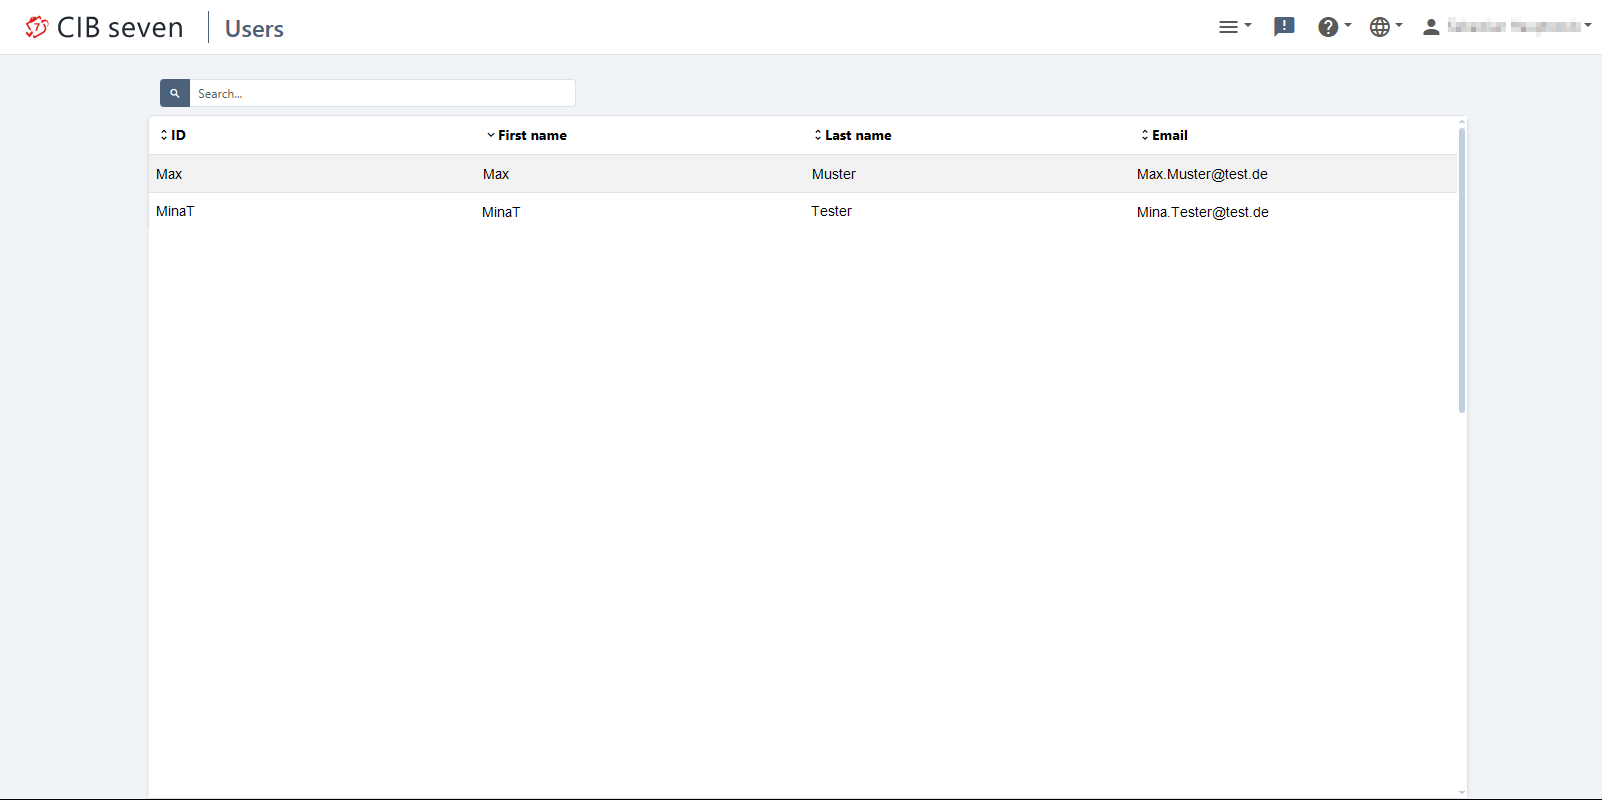 CIB seven Users
Search...
ID First name Last name Email
Max Max Muster Max.Muster@test.de
MinaT MinaT Tester Mina.Tester@test.de